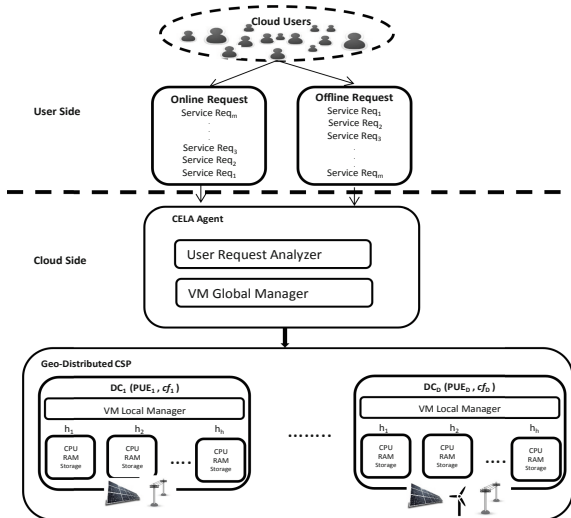 Cloud Users
User Side
Online Request
Service Req_m
.
.
.
Service Req_3
Service Req_2
Service Req_1
Offline Request
Service Req_1
Service Req_2
Service Req_3
.
.
.
Service Req_m
Cloud Side
CELA Agent
User Request Analyzer
VM Global Manager
Geo-Distributed CSP
DC_1 (PUE_1 , cf_1)
VM Local Manager
h_1 h_2 h_h
CPU
RAM
Storage
CPU
RAM
Storage
....
CPU
RAM
Storage
........
DC_D (PUE_D , cf_D)
VM Local Manager
h_1 h_2 h_h
CPU
RAM
Storage
CPU
RAM
Storage
....
CPU
RAM
Storage